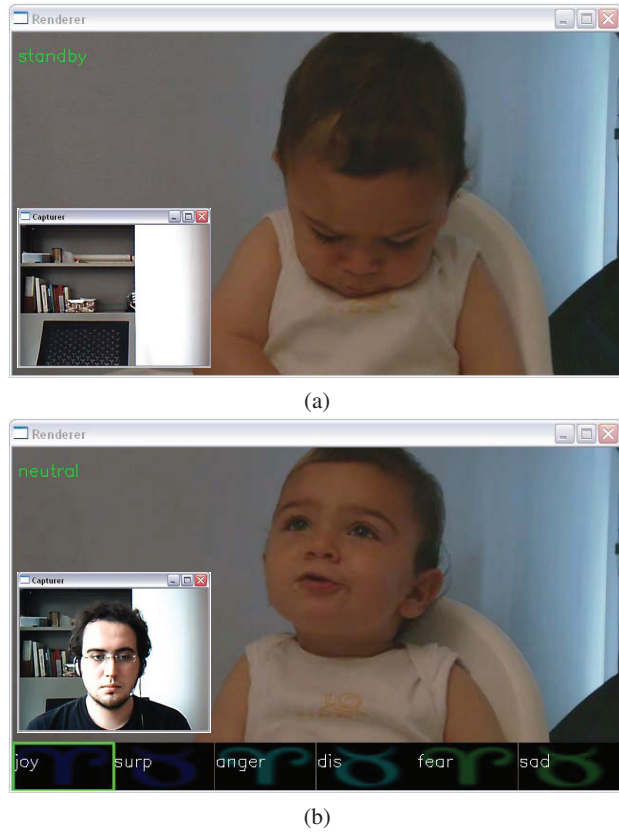 Renderer
standby
Capturer
(a)
Renderer
neutral
Capturer
joy surp anger dis fear sad
(b)